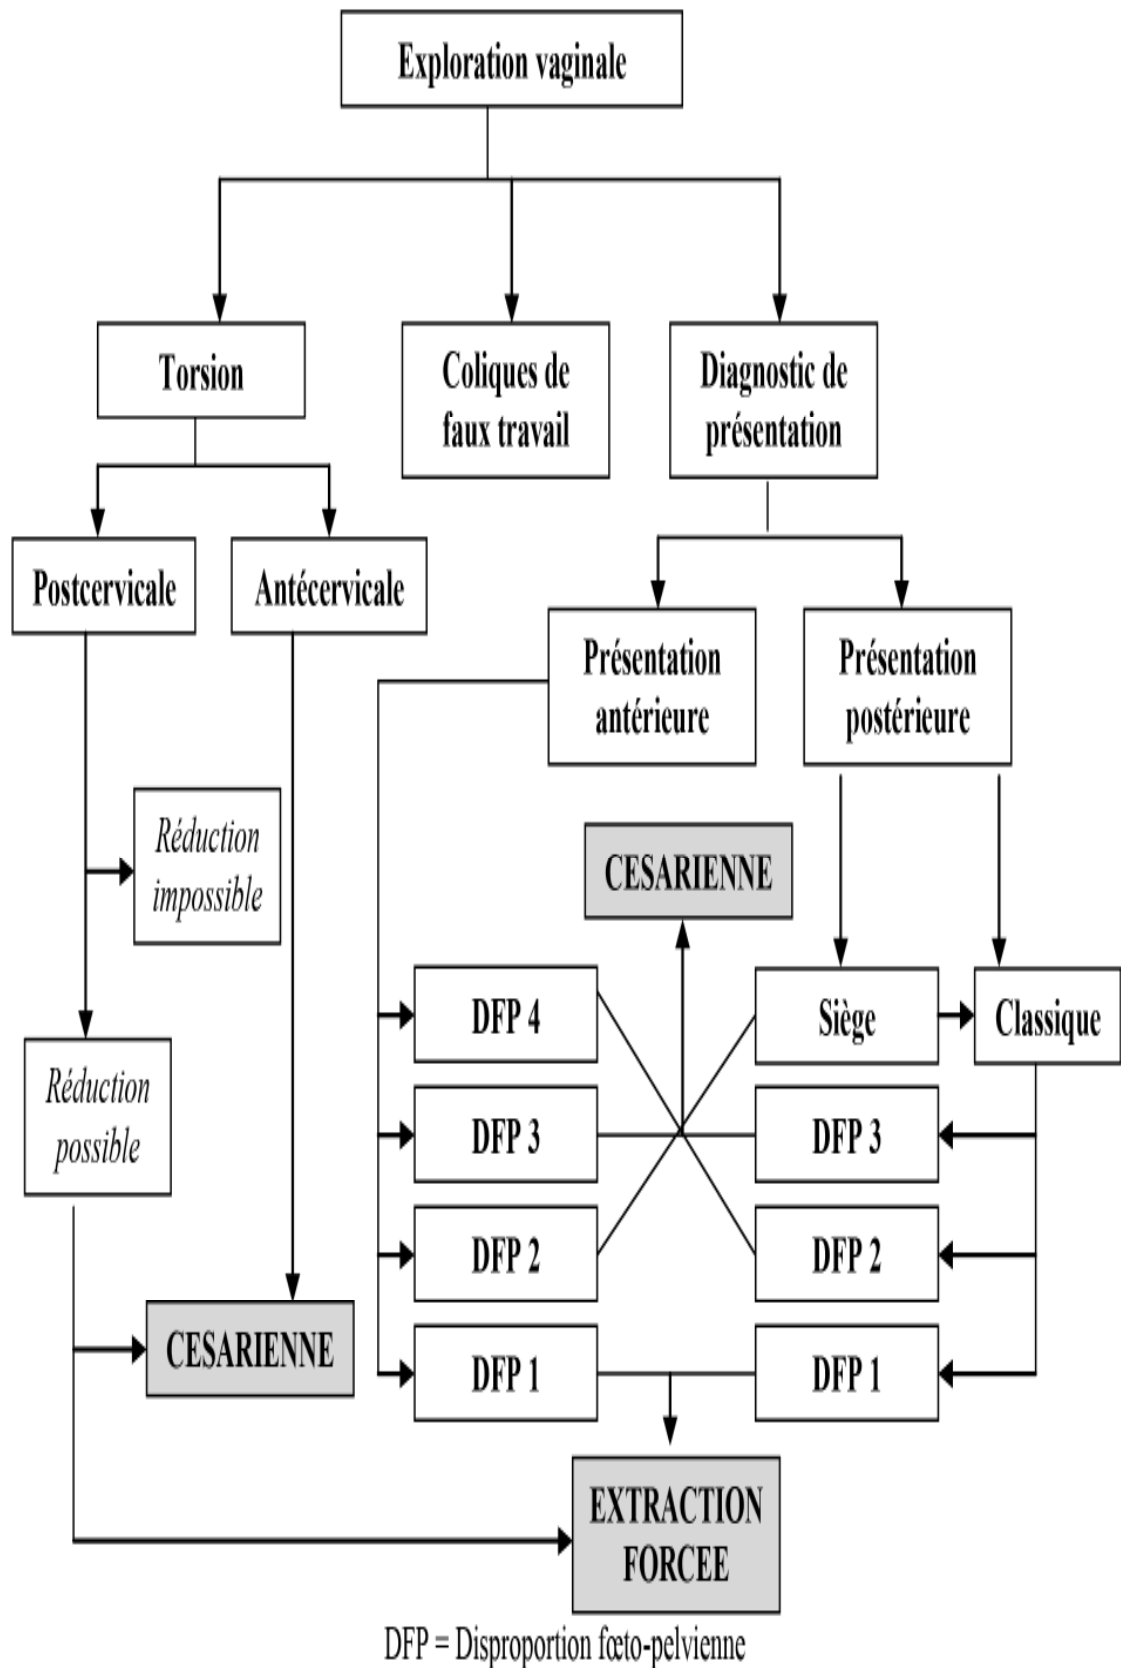 Exploration vaginale
Torsion
Coliques de
faux travail
Diagnostic de
présentation
Postcervicale
Antécervicale
Présentation
antérieure
Présentation
postérieure
Réduction
impossible
CESARIENNE
DFP 4
Siège
Classique
Réduction
possible
DFP 3
DFP 3
DFP 2
DFP 2
CESARIENNE
DFP 1
DFP 1
EXTRACTION
FORCEE
DFP = Disproportion fœto-pelvienne